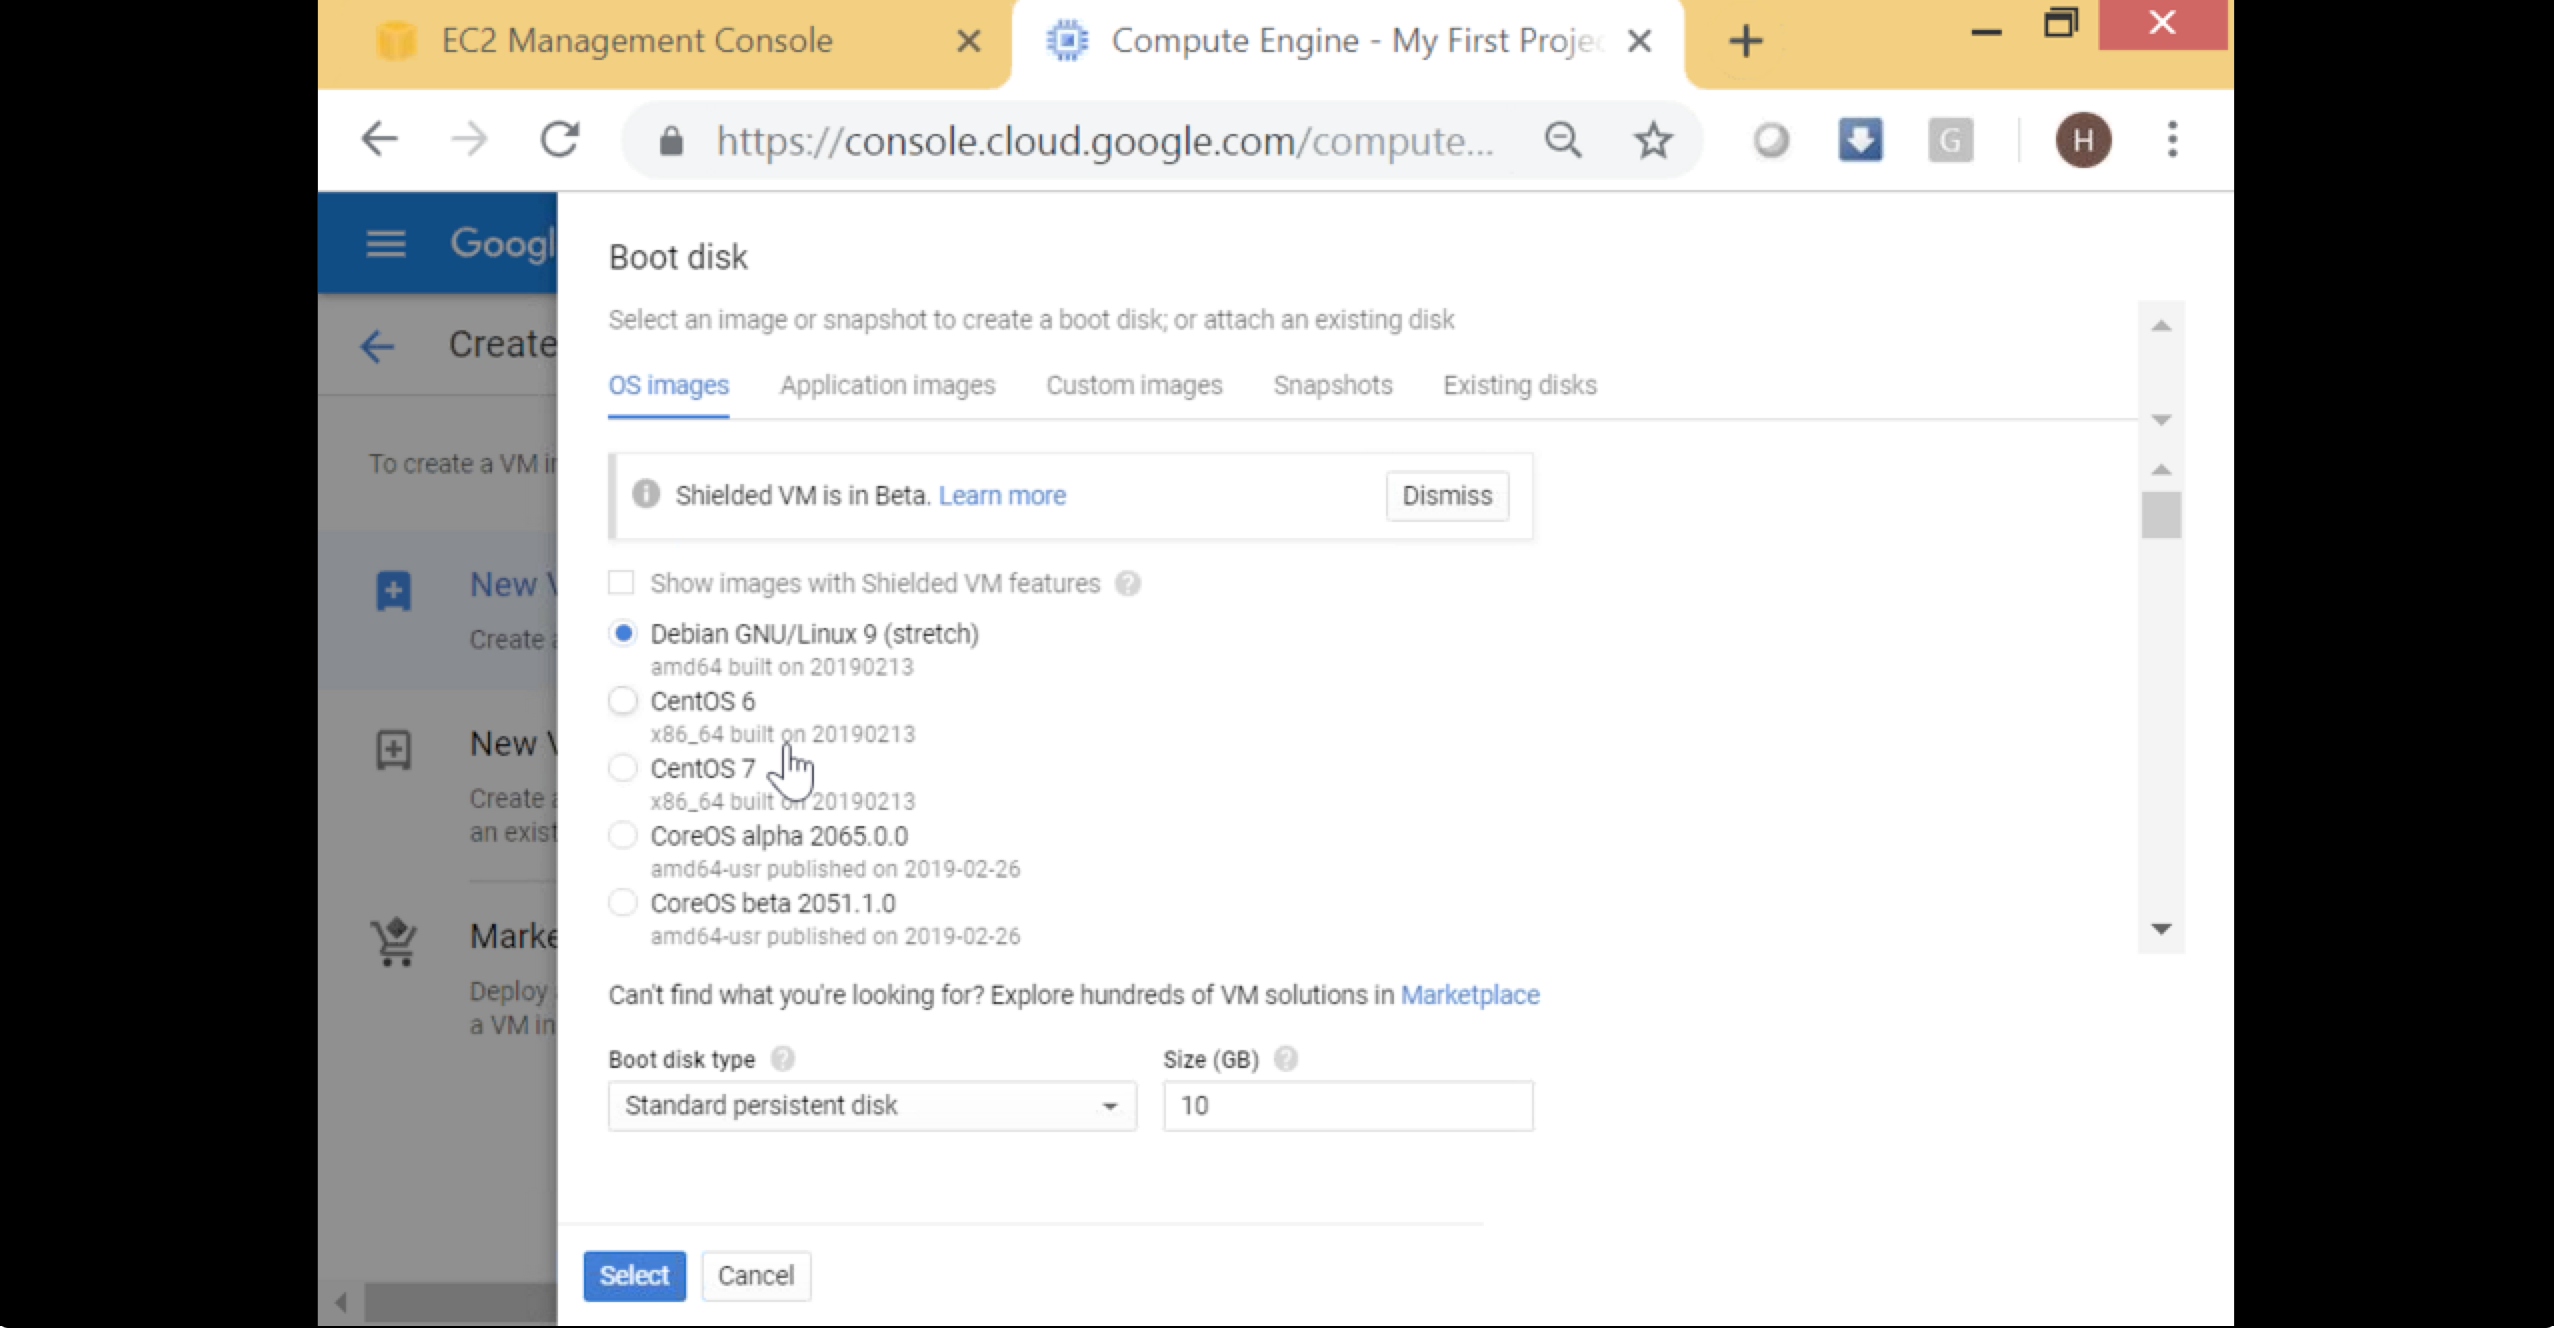 EC2 Management Console
Compute Engine - My First Projec
https://console.cloud.google.com/compute...
G
H
Googl
Create
To create a VM in
New V
Create a
New V
Create a
an exist
Marke
Deploy
a VM in
Boot disk
Select an image or snapshot to create a boot disk; or attach an existing disk
OS images Application images Custom images Snapshots Existing disks
Shielded VM is in Beta. Learn more Dismiss
Show images with Shielded VM features ?
Debian GNU/Linux 9 (stretch)
amd64 built on 20190213
CentOS 6
x86_64 built on 20190213
CentOS 7
x86_64 built on 20190213
CoreOS alpha 2065.0.0
amd64-usr published on 2019-02-26
CoreOS beta 2051.1.0
amd64-usr published on 2019-02-26
Can't find what you're looking for? Explore hundreds of VM solutions in Marketplace
Boot disk type ? Size (GB) ?
Standard persistent disk 10
Select Cancel